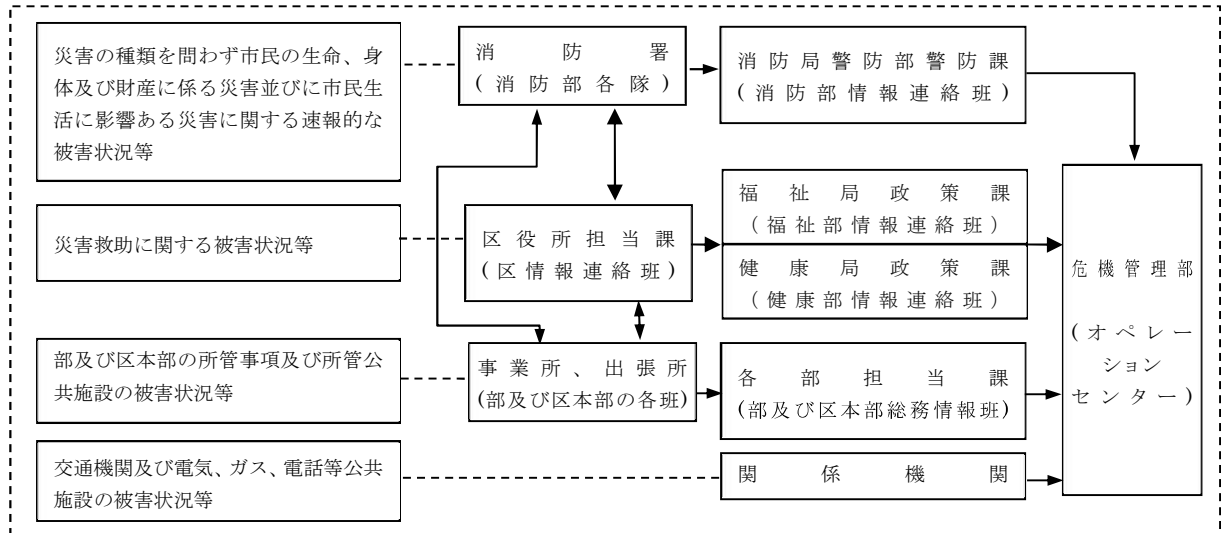 災害の種類を問わず市民の生命、身
体及び財産に係る災害並びに市民生
活に影響ある災害に関する速報的な
被害状況等
消防署
(消防部各隊)
消防局警防部警防課
(消防部情報連絡班)
災害救助に関する被害状況等
区役所担当課
(区情報連絡班)
福祉局政策課
(福祉部情報連絡班)
健康局政策課
(健康部情報連絡班)
危機管理部
(オペレー
ション
センター)
部及び区本部の所管事項及び所管公
共施設の被害状況等
事業所、出張所
(部及び区本部の各班)
各部担当課
(部及び区本部総務情報班)
交通機関及び電気、ガス、電話等公共
施設の被害状況等
関係機関